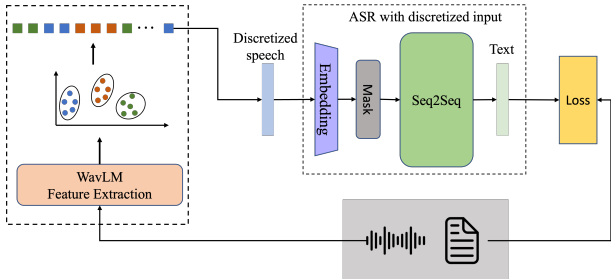 ASR with discretized input
Discretized
speech
Embedding
Mask
Seq2Seq
Text
Loss
WavLM
Feature Extraction